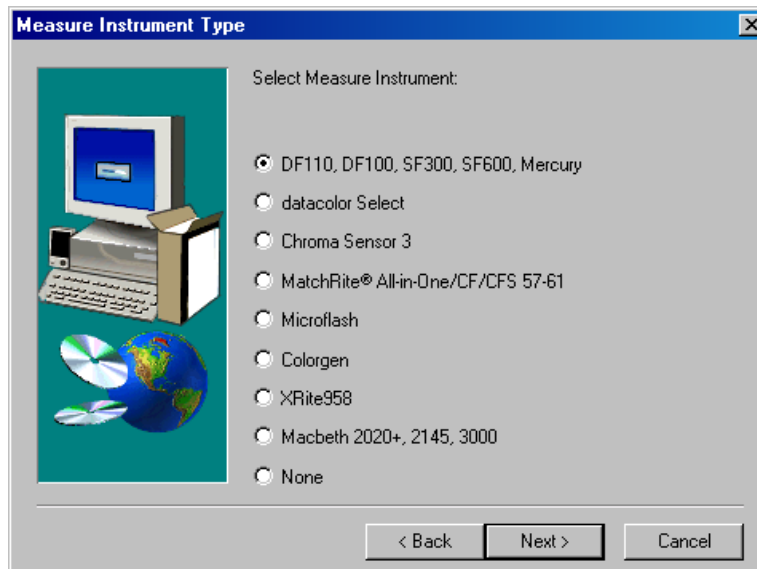 Measure Instrument Type
Select Measure Instrument:
DF110, DF100, SF300, SF600, Mercury
datacolor Select
Chroma Sensor 3
MatchRite® All-in-One/CF/CFS 57-61
Microflash
Colorgen
XRite958
Macbeth 2020+, 2145, 3000
None
< Back
Next >
Cancel